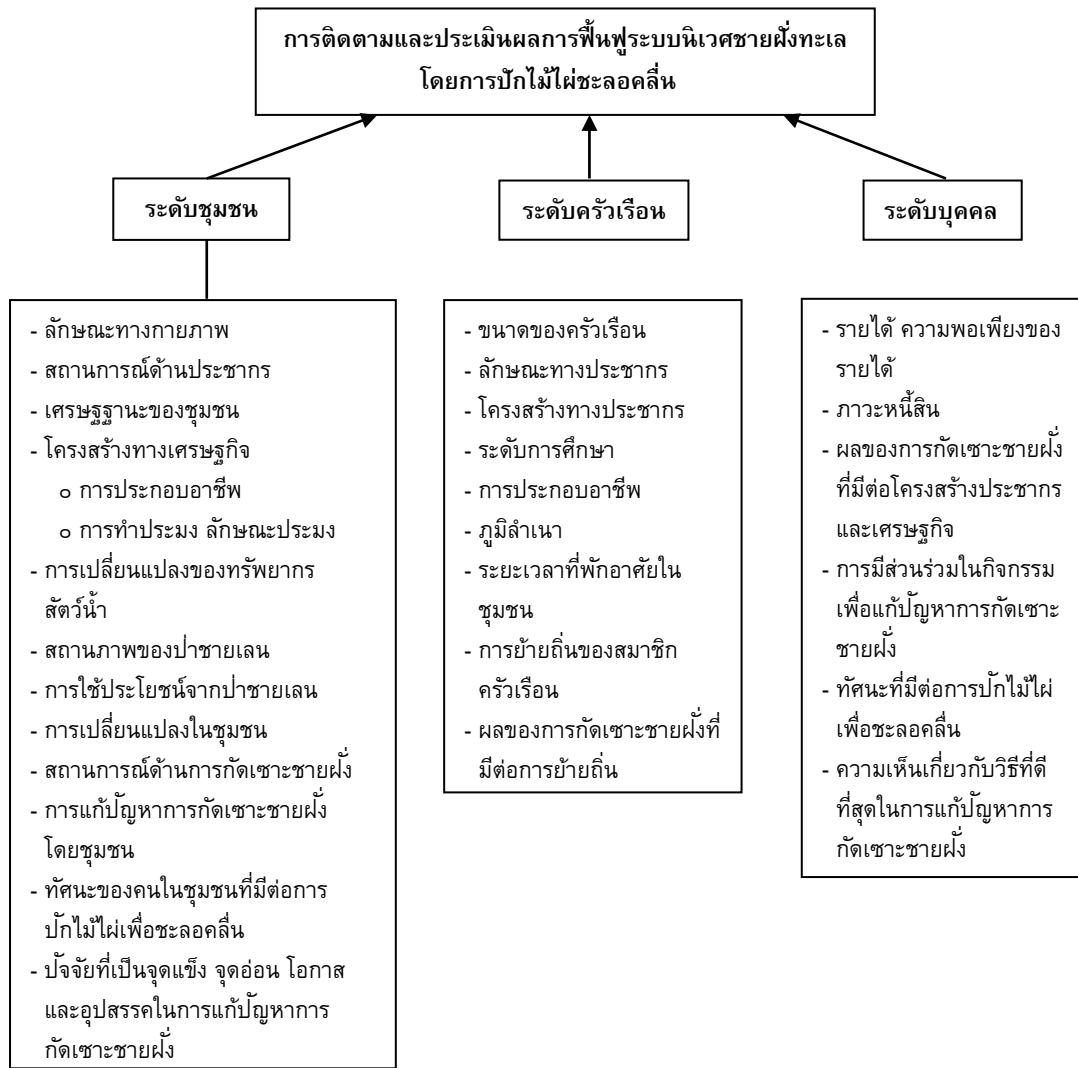 การติดตามและประเมินผลการฟื้นฟูระบบนิเวศชายฝั่งทะเล
โดยการปักไม้ไผ่ชะลอคลื่น
ระดับชุมชน
ระดับครัวเรือน
ระดับบุคคล
- ลักษณะทางกายภาพ
- สถานการณ์ด้านประชากร
- เศรษฐฐานะของชุมชน
- โครงสร้างทางเศรษฐกิจ
o การประกอบอาชีพ
o การทำประมง ลักษณะประมง
- การเปลี่ยนแปลงของทรัพยากร
สัตว์น้ำ
- สถานภาพของป่าชายเลน
- การใช้ประโยชน์จากป่าชายเลน
- การเปลี่ยนแปลงในชุมชน
- สถานการณ์ด้านการกัดเซาะชายฝั่ง
- การแก้ปัญหาการกัดเซาะชายฝั่ง
โดยชุมชน
- ทัศนะของคนในชุมชนที่มีต่อการ
ปักไม้ไผ่เพื่อชะลอคลื่น
- ปัจจัยที่เป็นจุดแข็ง จุดอ่อน โอกาส
และอุปสรรคในการแก้ปัญหาการ
กัดเซาะชายฝั่ง
- ขนาดของครัวเรือน
- ลักษณะทางประชากร
- โครงสร้างทางประชากร
- ระดับการศึกษา
- การประกอบอาชีพ
- ภูมิลำเนา
- ระยะเวลาที่พักอาศัยใน
ชุมชน
- การย้ายถิ่นของสมาชิก
ครัวเรือน
- ผลของการกัดเซาะชายฝั่งที่
มีต่อการย้ายถิ่น
- รายได้ ความพอเพียงของ
รายได้
- ภาวะหนี้สิน
- ผลของการกัดเซาะชายฝั่ง
ที่มีต่อโครงสร้างประชากร
และเศรษฐกิจ
- การมีส่วนร่วมในกิจกรรม
เพื่อแก้ปัญหาการกัดเซาะ
ชายฝั่ง
- ทัศนะที่มีต่อการปักไม้ไผ่
เพื่อชะลอคลื่น
- ความเห็นเกี่ยวกับวิธีที่ดี
ที่สุดในการแก้ปัญหาการ
กัดเซาะชายฝั่ง